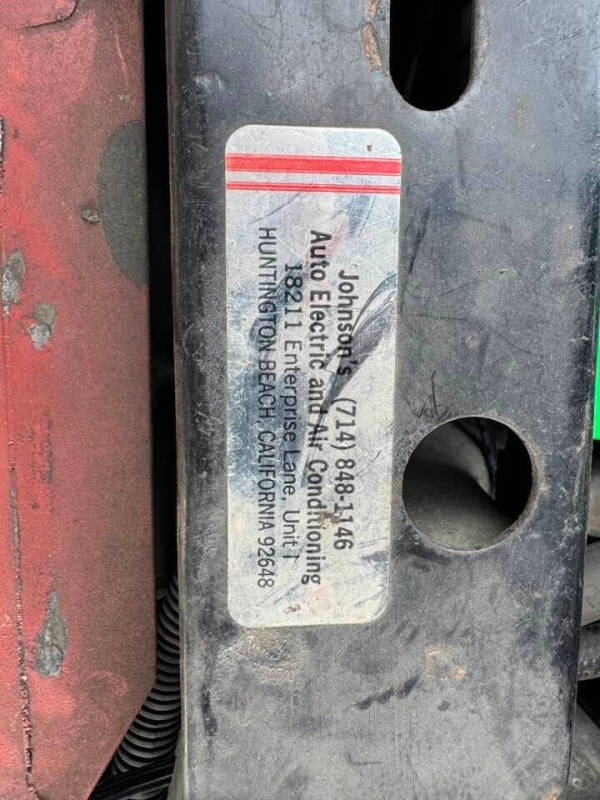 Johnson's (714) 848-1146
Auto Electric and Air Conditioning
18211 Enterprise Lane, Unit I
HUNTINGTON BEACH, CALIFORNIA 92648